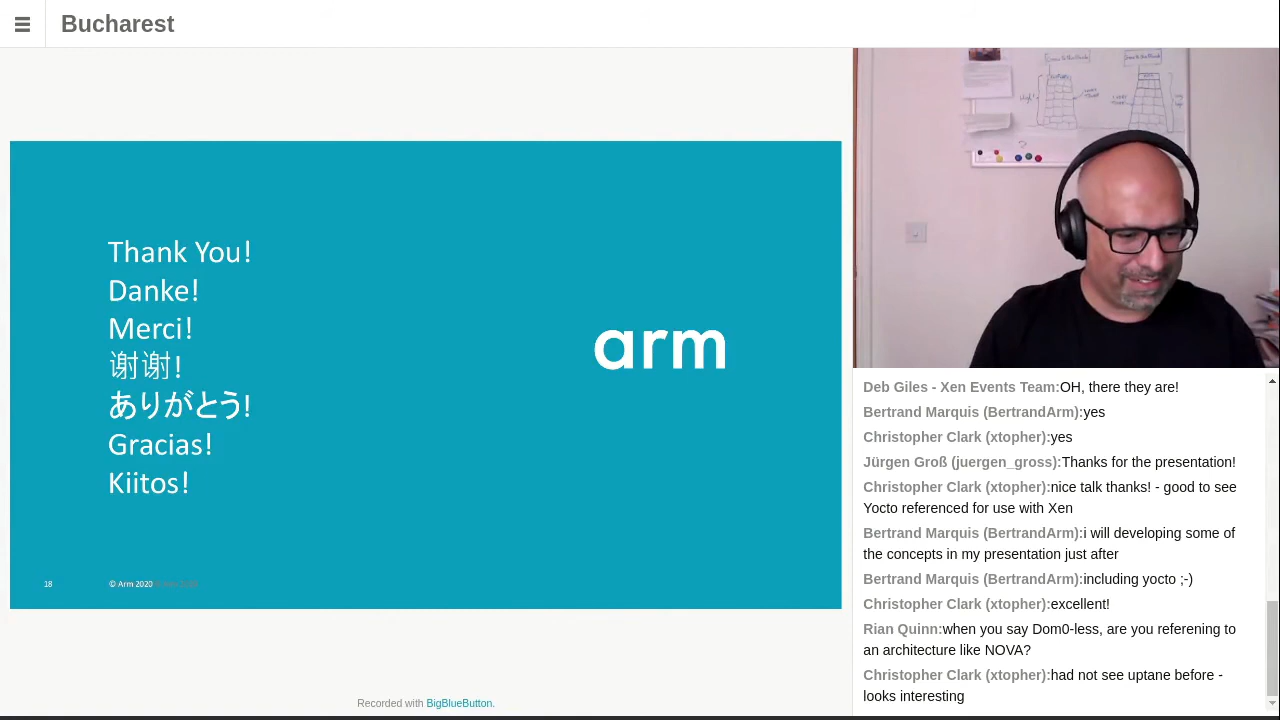 Bucharest
Thank You!
Danke!
Merci!
谢谢!
ありがとう!
Gracias!
Kiitos!
arm
18
© Arm 2020
Recorded with BigBlueButton.
Deb Giles - Xen Events Team:OH, there they are!
Bertrand Marquis (BertrandArm):yes
Christopher Clark (xtopher):yes
Jürgen Groß (juergen_gross):Thanks for the presentation!
Christopher Clark (xtopher):nice talk thanks! - good to see
Yocto referenced for use with Xen
Bertrand Marquis (BertrandArm):i will developing some of
the concepts in my presentation just after
Bertrand Marquis (BertrandArm):including yocto ;-)
Christopher Clark (xtopher):excellent!
Rian Quinn:when you say Dom0-less, are you referening to
an architecture like NOVA?
Christopher Clark (xtopher):had not see uptane before -
looks interesting